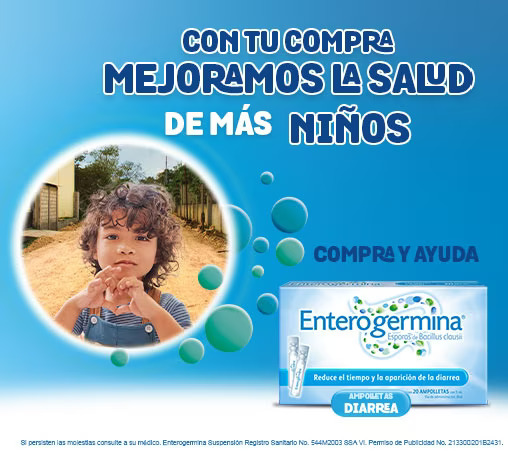 CON TU COMPRA
MEJORAMOS LA SALUD
DE MÁS NIÑOS
COMPRA Y AYUDA
Enterogermina®
Esporas de Bacillus clausii
Reduce el tiempo y la aparición de la diarrea
20 AMPOLLETAS
AMPOLLETAS
DIARREA
Si persisten las molestias consulte a su médico. Enterogermina Suspensión Registro Sanitario No. 544M2003 SSA VI. Permiso de Publicidad No. 213300201B2431.